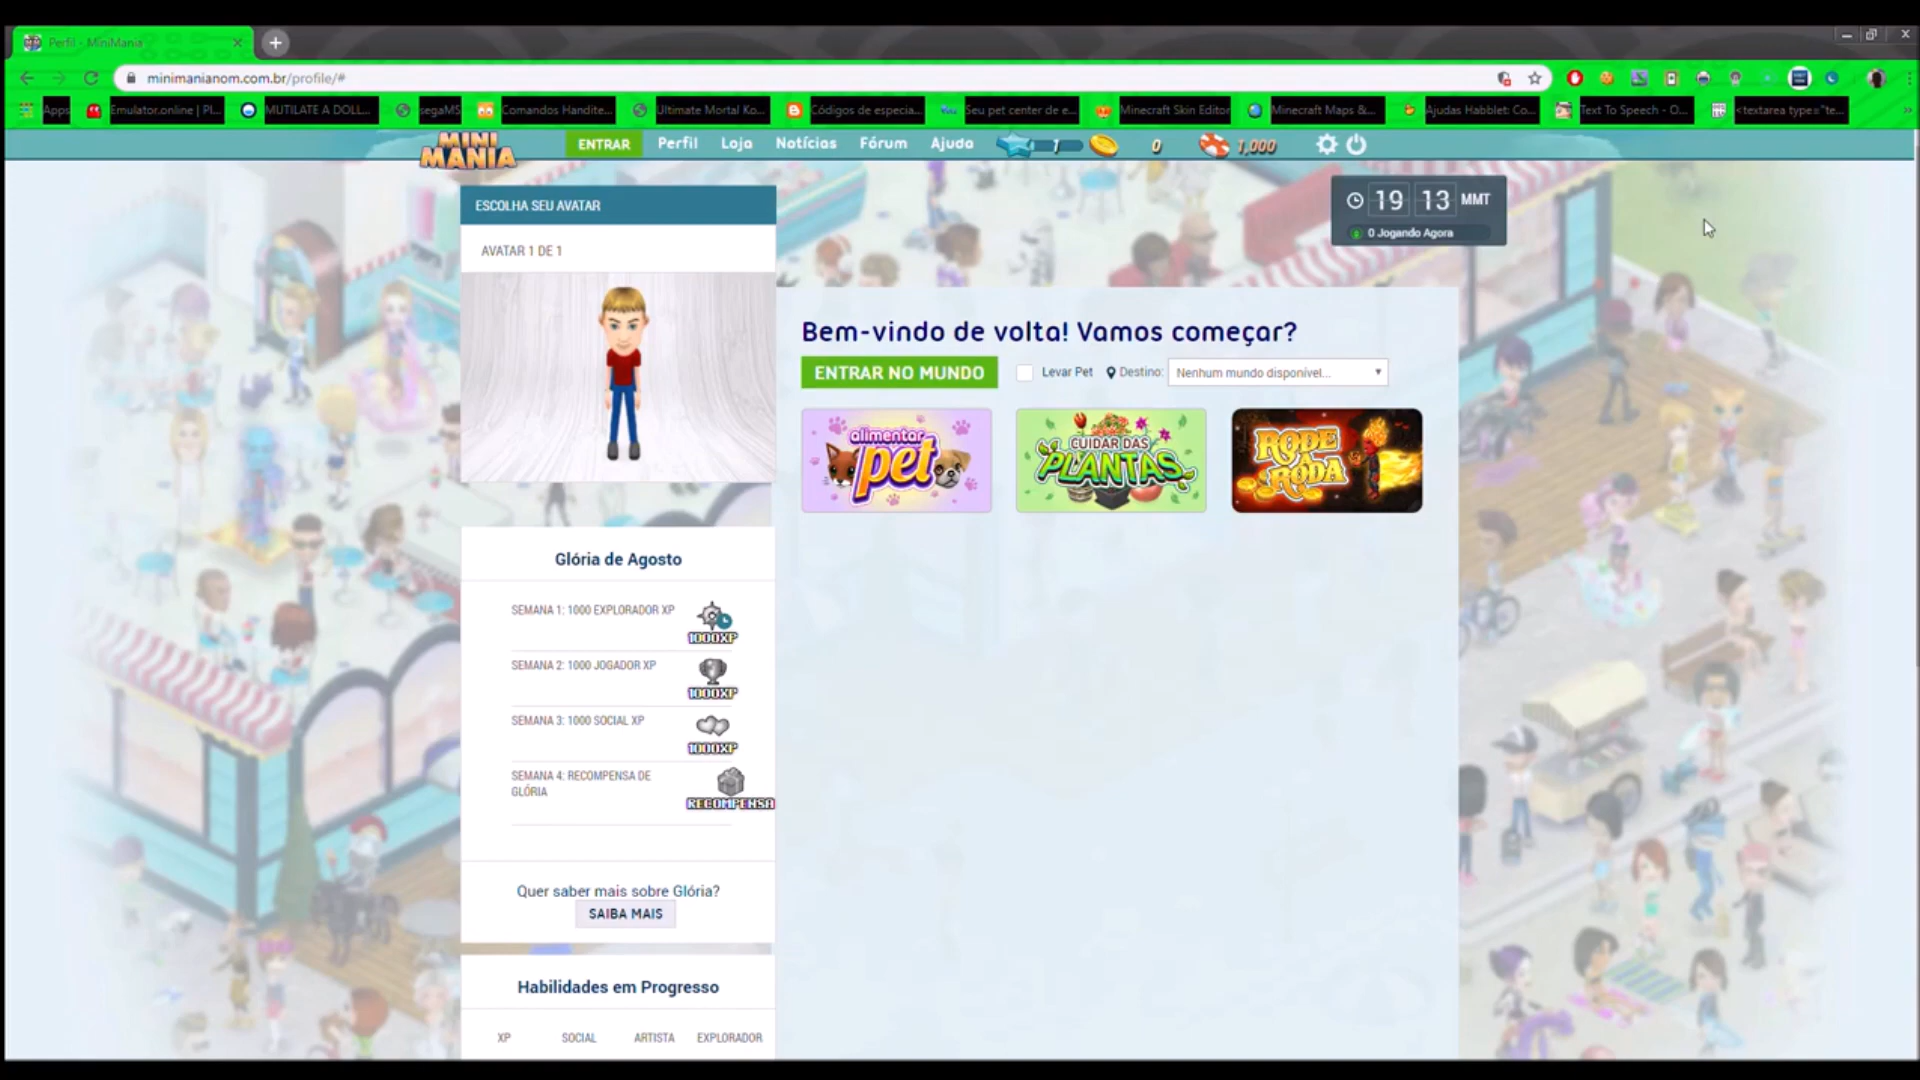 Perfil - MiniMania
minimanianom.com.br/profile/#
Apps
Emulator.online | Pl...
MUTILATE A DOLL...
segaMS
Comandos Handite...
Ultimate Mortal Ko...
Códigos de especia...
Seu pet center de e...
Minecraft Skin Editor
Minecraft Maps &...
Ajudas Habblet: Co...
Text To Speech - O...
<textarea type="te...
MINI
MANIA
ENTRAR
Perfil
Loja
Notícias
Fórum
Ajuda
1
0
1,000
ESCOLHA SEU AVATAR
AVATAR 1 DE 1
19 13 MMT
0 Jogando Agora
Bem-vindo de volta! Vamos começar?
ENTRAR NO MUNDO
Levar Pet
Destino:
Nenhum mundo disponível...
alimentar
pet
CUIDAR DAS
PLANTAS
RODE
a RODA
Glória de Agosto
SEMANA 1: 1000 EXPLORADOR XP
1000XP
SEMANA 2: 1000 JOGADOR XP
1000XP
SEMANA 3: 1000 SOCIAL XP
1000XP
SEMANA 4: RECOMPENSA DE
GLÓRIA
RECOMPENSA
Quer saber mais sobre Glória?
SAIBA MAIS
Habilidades em Progresso
XP
SOCIAL
ARTISTA
EXPLORADOR